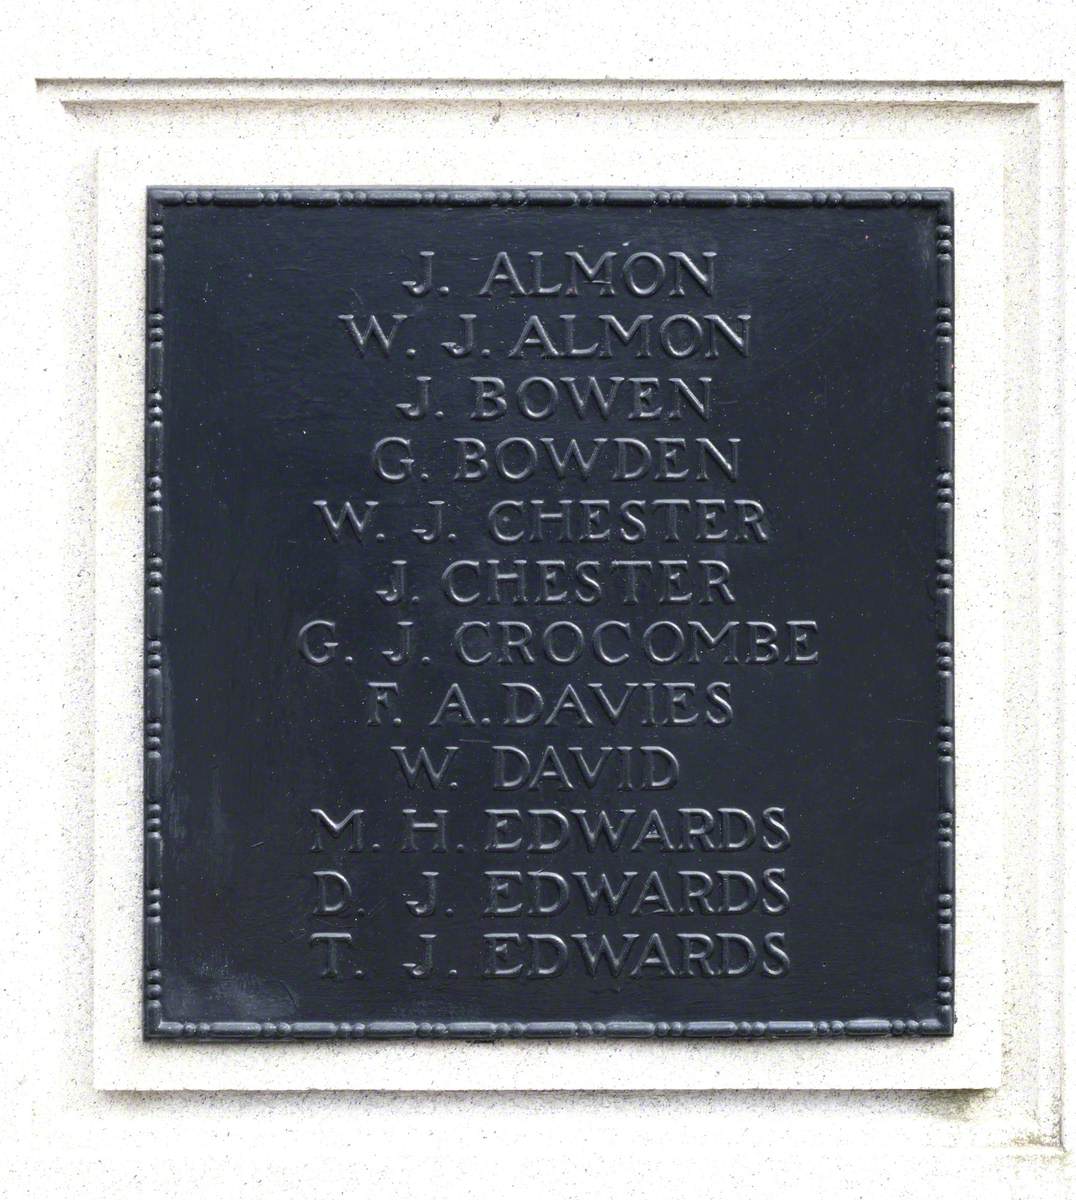 J. ALMON
W. J. ALMON
J. BOWEN
G. BOWDEN
W. J. CHESTER
J. CHESTER
G. J. CROCOMBE
F. A. DAVIES
W. DAVID
M. H. EDWARDS
D. J. EDWARDS
T. J. EDWARDS